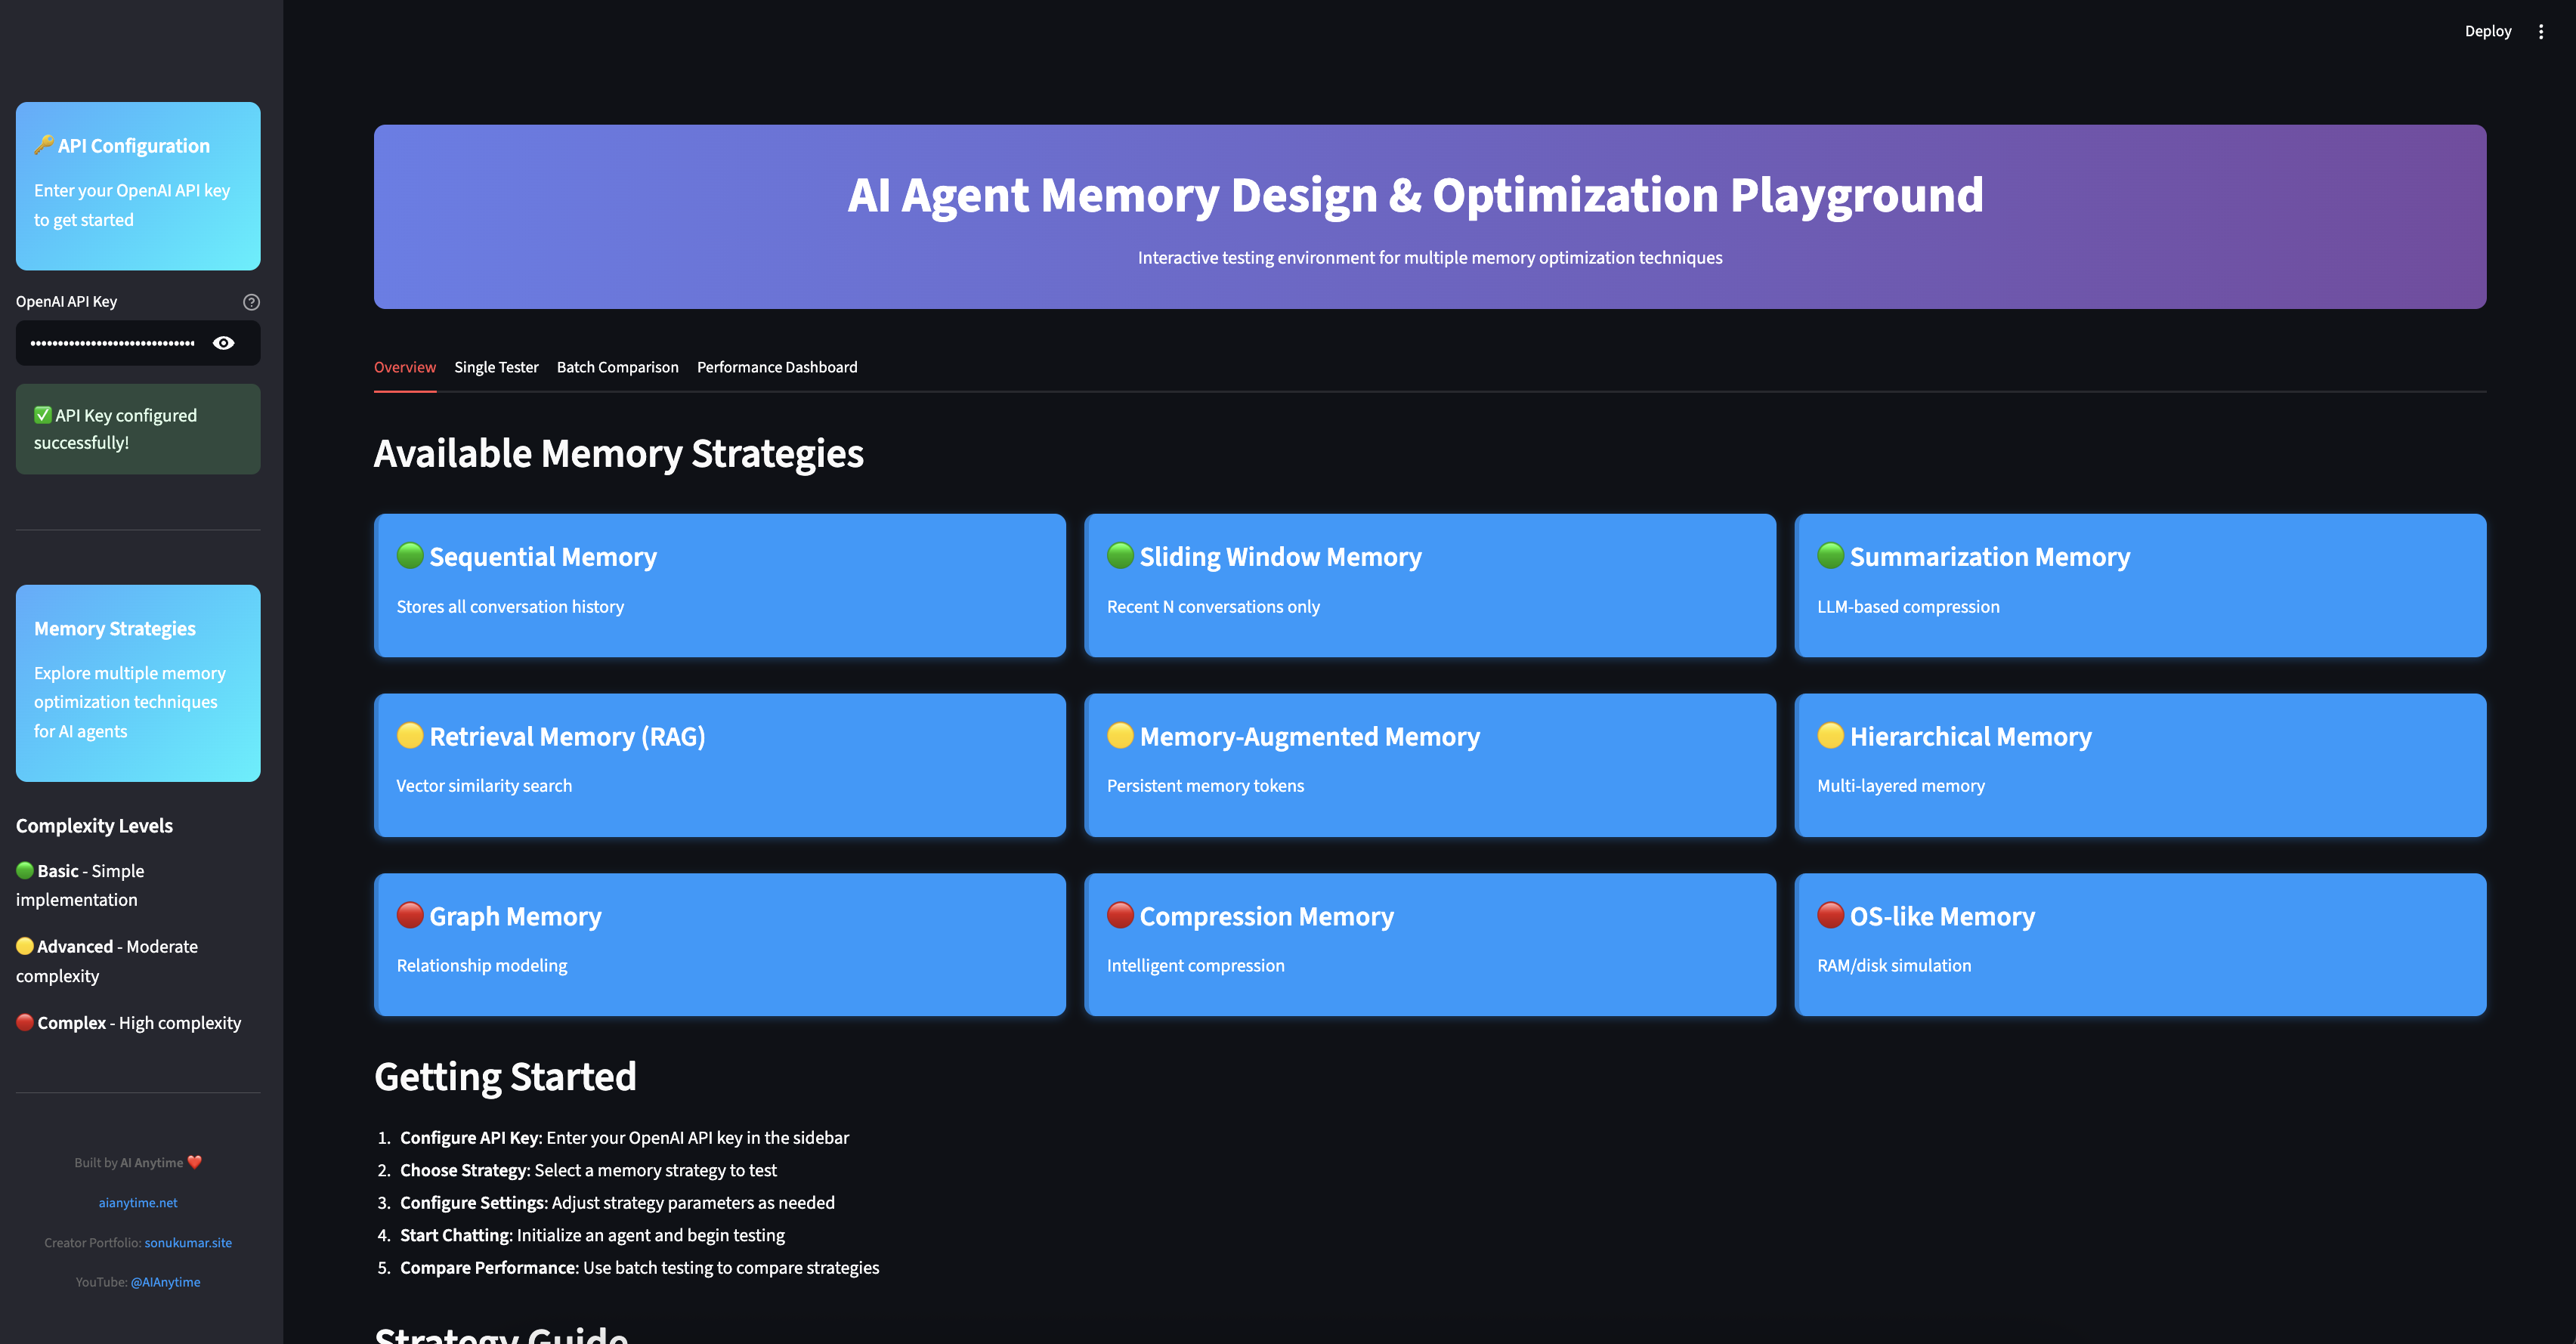 Deploy
🔑 API Configuration
Enter your OpenAI API key
to get started
OpenAI API Key
✅ API Key configured
successfully!
Memory Strategies
Explore multiple memory
optimization techniques
for AI agents
Complexity Levels
🟢 Basic - Simple
implementation
🟡 Advanced - Moderate
complexity
🔴 Complex - High complexity
Built by AI Anytime ❤️
aianytime.net
Creator Portfolio: sonukumar.site
YouTube: @AIAnytime
AI Agent Memory Design & Optimization Playground
Interactive testing environment for multiple memory optimization techniques
Overview Single Tester Batch Comparison Performance Dashboard
Available Memory Strategies
🟢 Sequential Memory
Stores all conversation history
🟢 Sliding Window Memory
Recent N conversations only
🟢 Summarization Memory
LLM-based compression
🟡 Retrieval Memory (RAG)
Vector similarity search
🟡 Memory-Augmented Memory
Persistent memory tokens
🟡 Hierarchical Memory
Multi-layered memory
🔴 Graph Memory
Relationship modeling
🔴 Compression Memory
Intelligent compression
🔴 OS-like Memory
RAM/disk simulation
Getting Started
1. Configure API Key: Enter your OpenAI API key in the sidebar
2. Choose Strategy: Select a memory strategy to test
3. Configure Settings: Adjust strategy parameters as needed
4. Start Chatting: Initialize an agent and begin testing
5. Compare Performance: Use batch testing to compare strategies
Strategy Guide